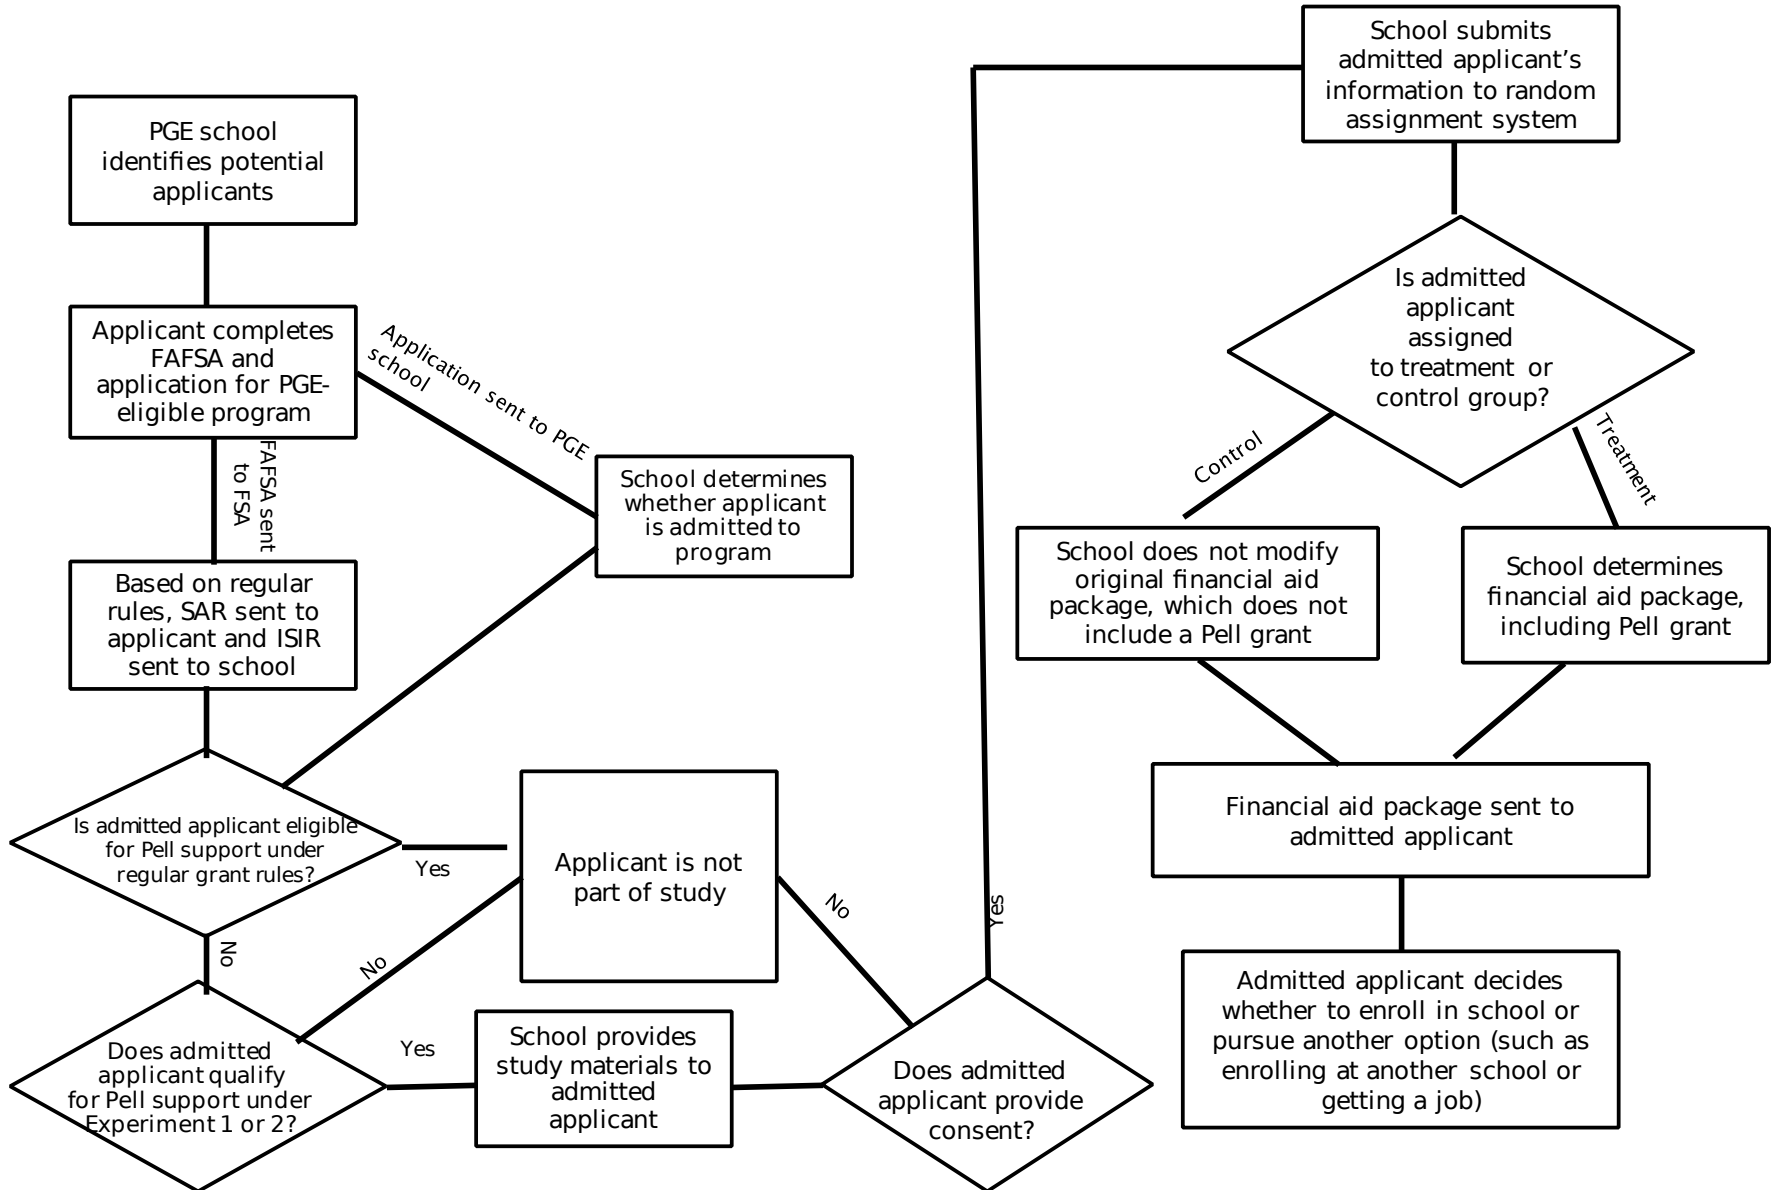 PGE school
identifies potential
applicants
Applicant completes
FAFSA and
application for PGE-
eligible program
Application sent to PGE
school
FAFSA sent
to FSA
School determines
whether applicant
is admitted to
program
Based on regular
rules, SAR sent to
applicant and ISIR
sent to school
Is admitted applicant eligible
for Pell support under
regular grant rules?
Yes
No
Applicant is not
part of study
No
No
Does admitted
applicant qualify
for Pell support under
Experiment 1 or 2?
Yes
School provides
study materials to
admitted
applicant
Does admitted
applicant provide
consent?
Yes
School submits
admitted applicant’s
information to random
assignment system
Is admitted
applicant
assigned
to treatment or
control group?
Control
Treatment
School does not modify
original financial aid
package, which does not
include a Pell grant
School determines
financial aid package,
including Pell grant
Financial aid package sent to
admitted applicant
Admitted applicant decides
whether to enroll in school or
pursue another option (such as
enrolling at another school or
getting a job)